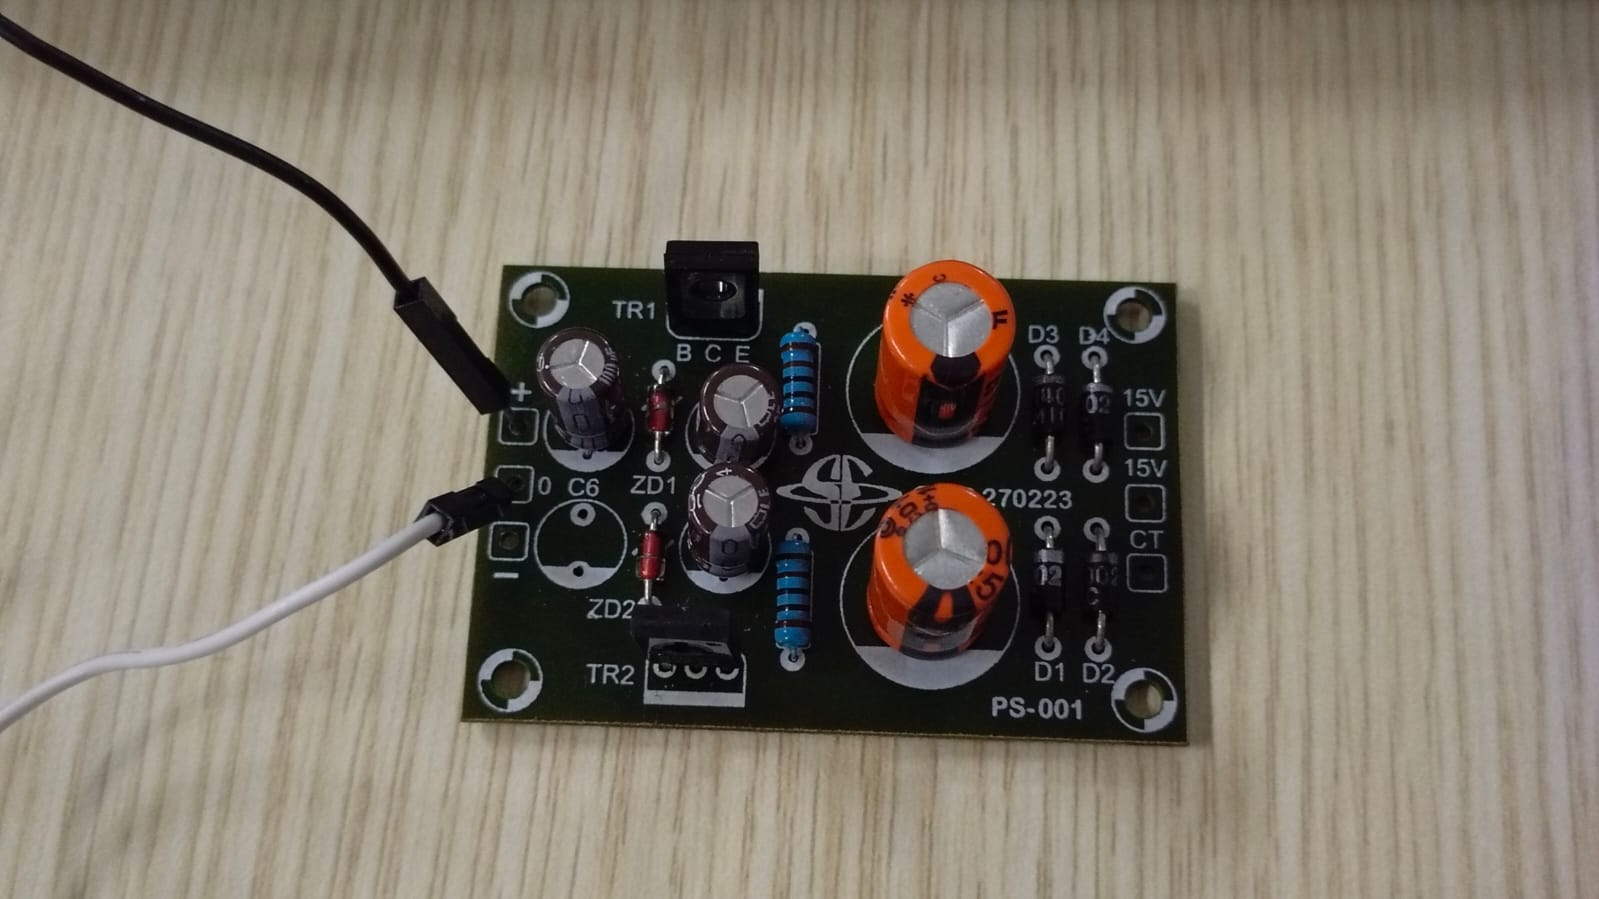 TR1
B C E
D3 D4
+
15V
15V
0 C6 ZD1
270223
CT
–
ZD2
TR2
D1 D2
PS-001